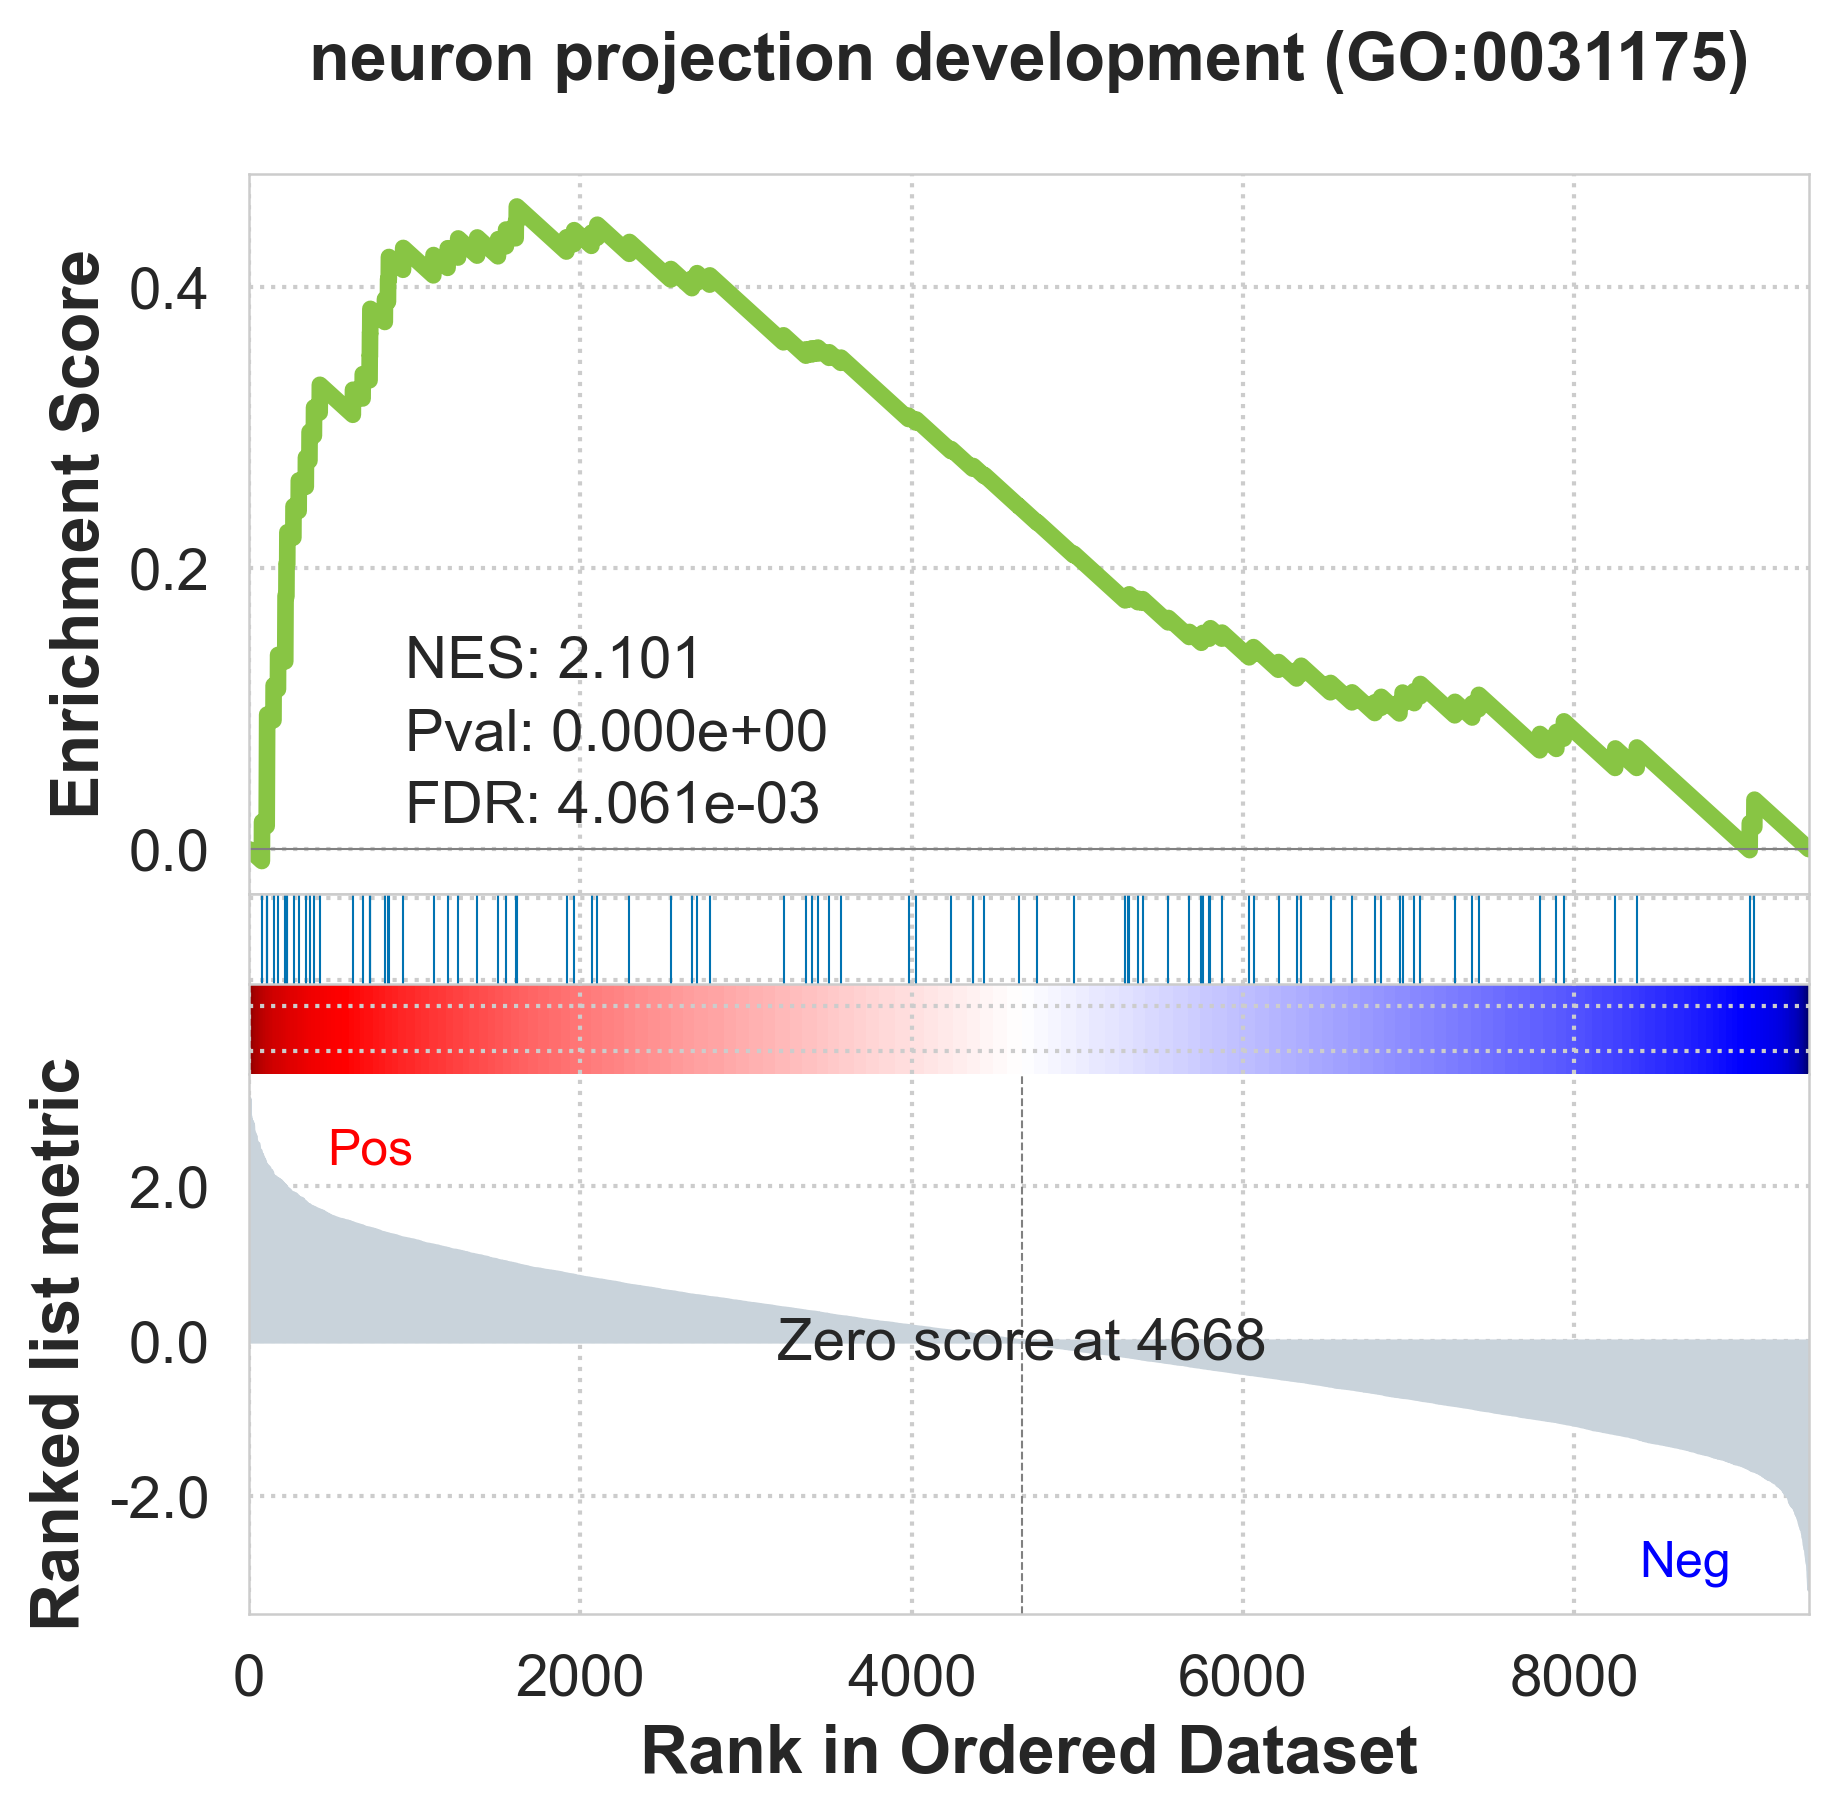 neuron projection development (GO:0031175)
Enrichment Score
0.4
0.2
0.0
NES: 2.101
Pval: 0.000e+00
FDR: 4.061e-03
Ranked list metric
2.0
0.0
-2.0
Pos
Zero score at 4668
Neg
0 2000 4000 6000 8000
Rank in Ordered Dataset